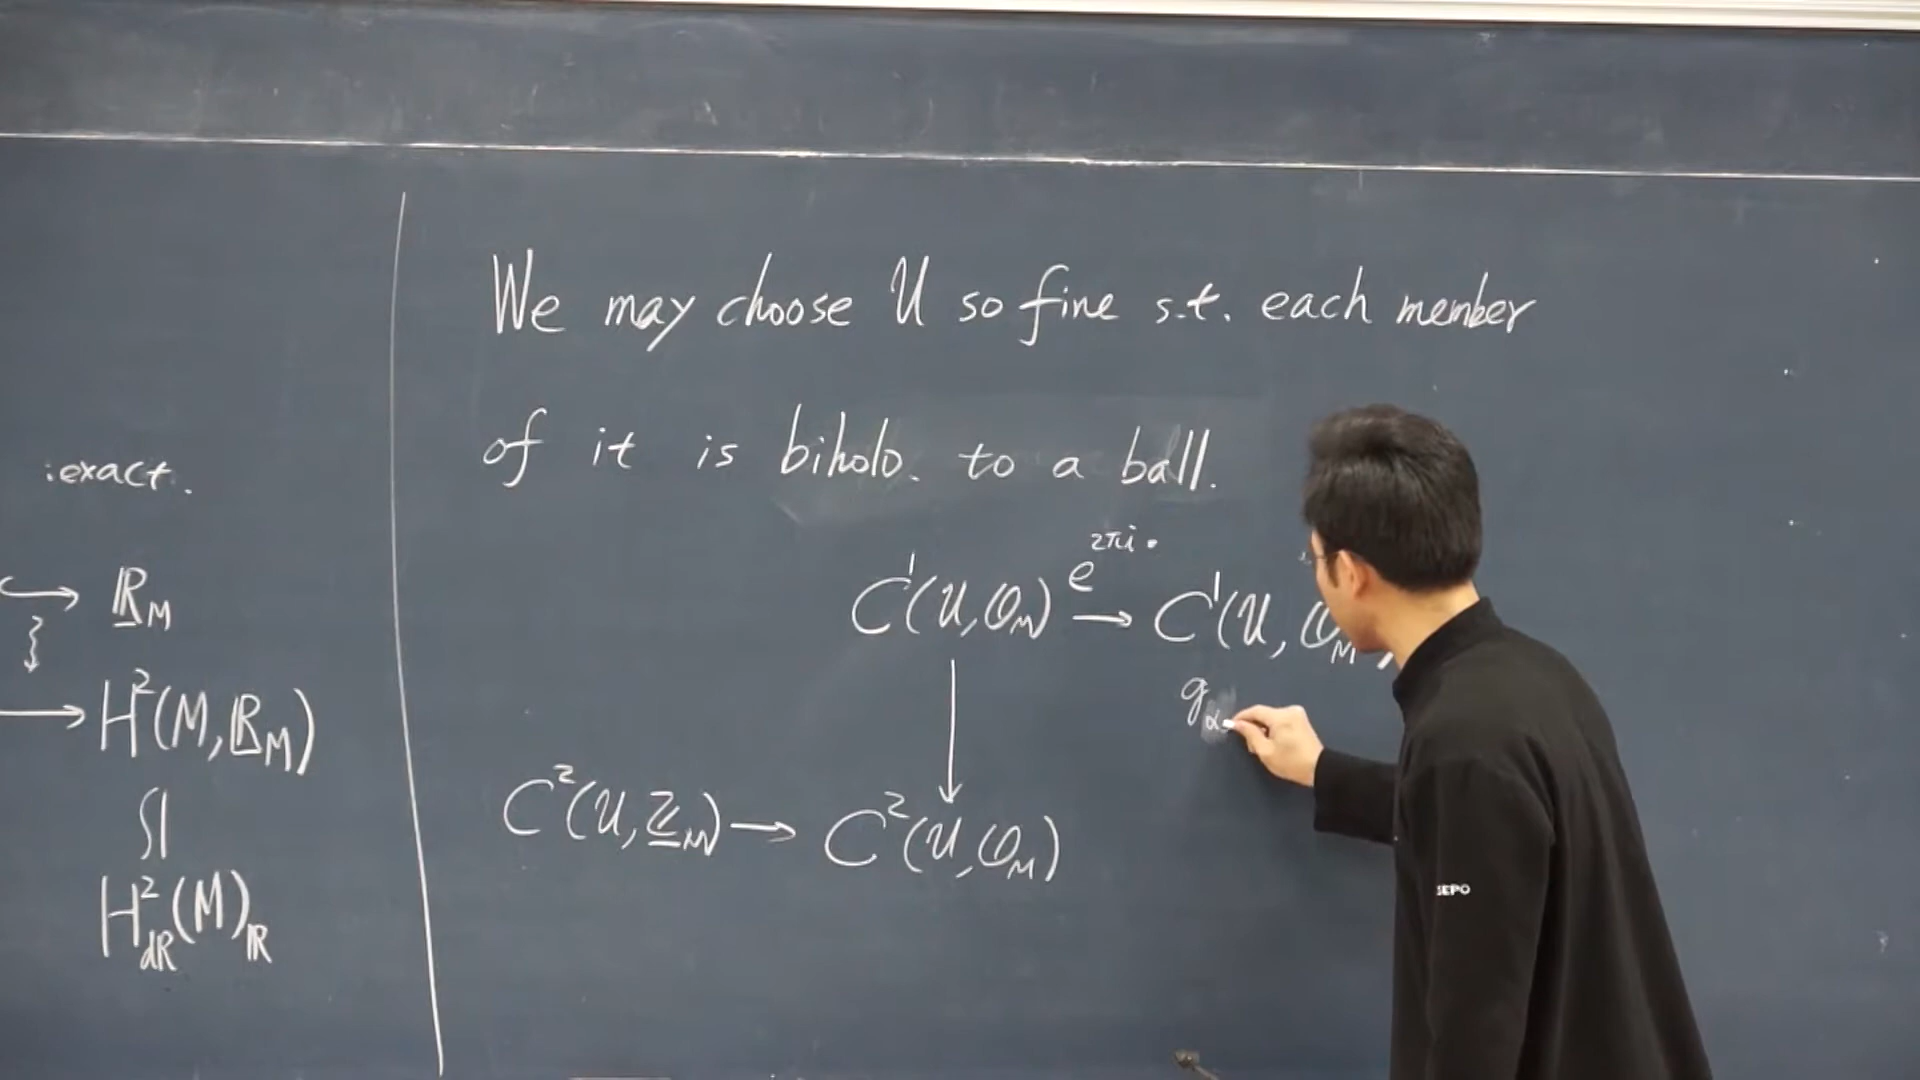 :exact.
↪ ℝ_M
→ H²(M, ℝ_M)
H²_dR(M)_ℝ
We may choose 𝒰 so fine s.t. each member
of it is biholo. to a ball.
e^{2πi·}
C¹(𝒰, 𝒪_M) → C¹(𝒰, 𝒪_M
g_α
C²(𝒰, ℤ_M) → C²(𝒰, 𝒪_M)
SEPO